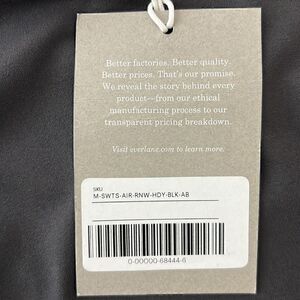 Better factories. Better quality.
Better prices. That's our promise.
We reveal the story behind every
product—from our ethical
manufacturing process to our
transparent pricing breakdown.
Visit everlane.com to learn more.
SKU
M-SWTS-AIR-RNW-HDY-BLK-AB
0-00000-68444-6